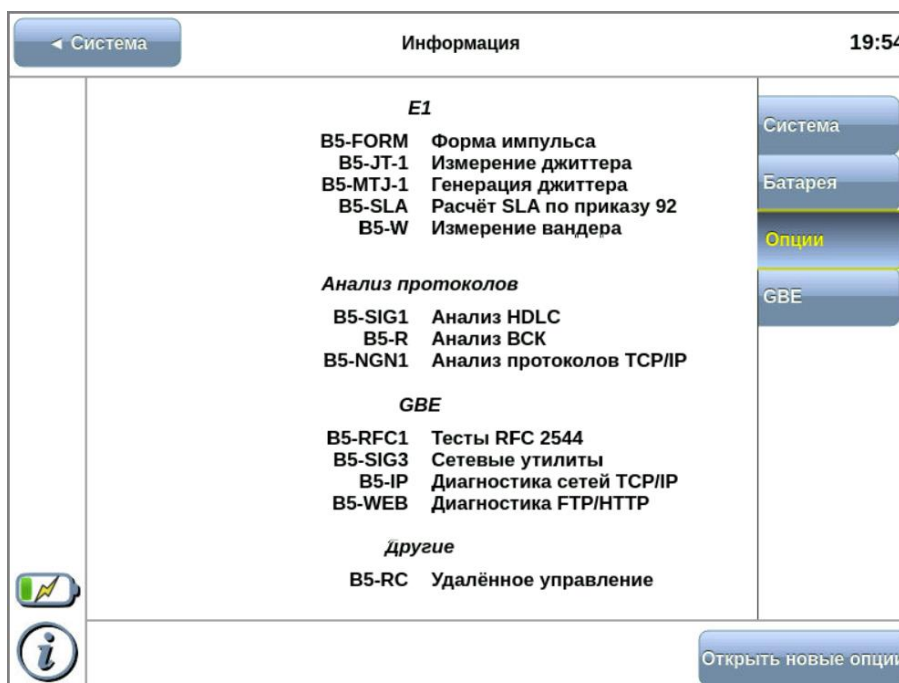 ◄ Система
Информация
19:54
E1
B5-FORM Форма импульса
B5-JT-1 Измерение джиттера
B5-MTJ-1 Генерация джиттера
B5-SLA Расчёт SLA по приказу 92
B5-W Измерение вандера
Анализ протоколов
B5-SIG1 Анализ HDLC
B5-R Анализ ВСК
B5-NGN1 Анализ протоколов TCP/IP
GBE
B5-RFC1 Тесты RFC 2544
B5-SIG3 Сетевые утилиты
B5-IP Диагностика сетей TCP/IP
B5-WEB Диагностика FTP/HTTP
Другие
B5-RC Удалённое управление
Система
Батарея
Опции
GBE
i
Открыть новые опции